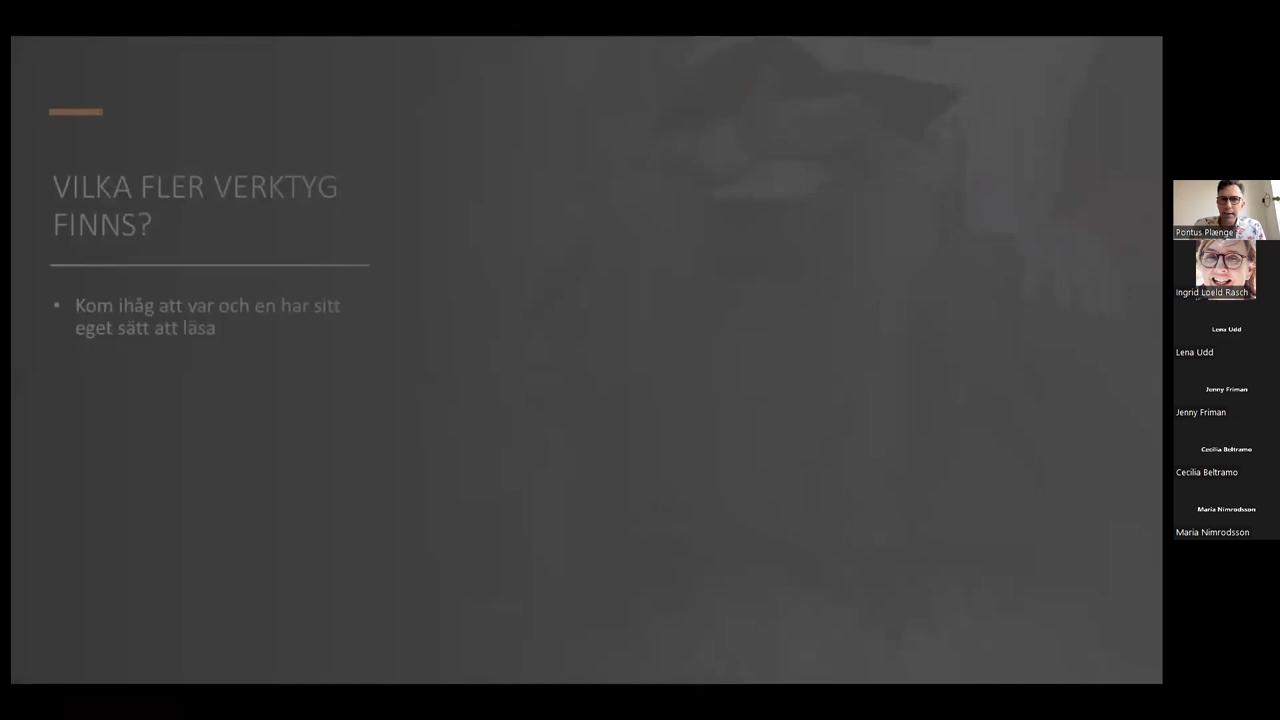 VILKA FLER VERKTYG
FINNS?
• Kom ihåg att var och en har sitt
eget sätt att läsa
Pontus Plænge
Ingrid Loeld Rasch
Lena Udd
Lena Udd
Jenny Friman
Jenny Friman
Cecilia Beltramo
Cecilia Beltramo
Maria Nimrodsson
Maria Nimrodsson